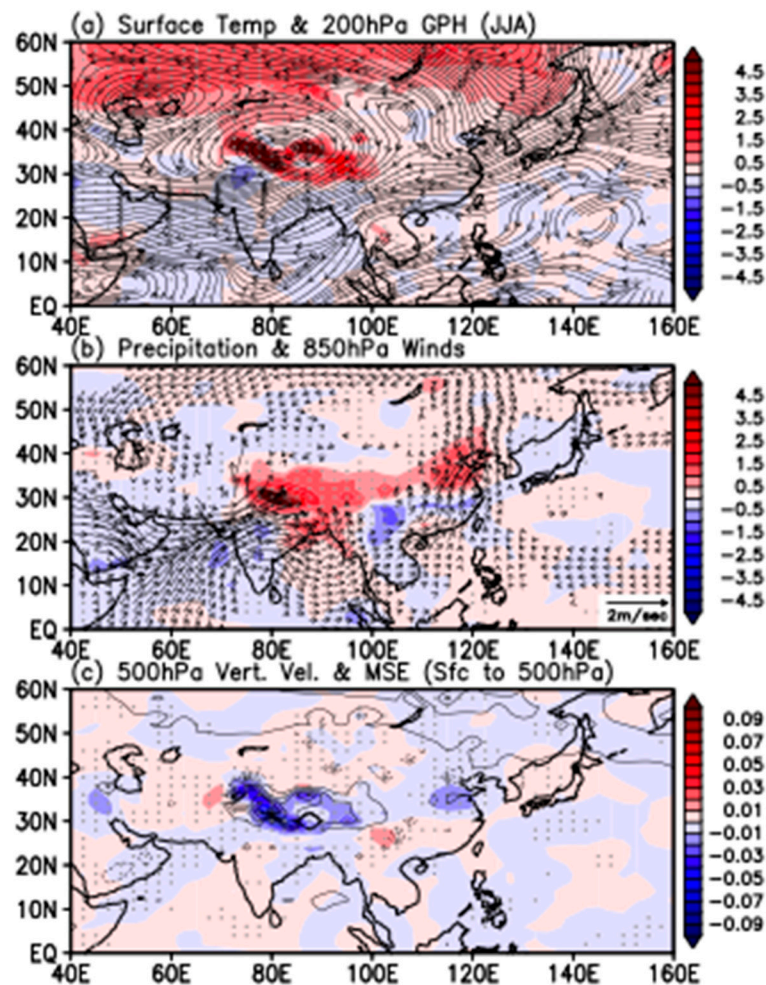 (a) Surface Temp & 200hPa GPH (JJA)
60N
50N
40N
30N
20N
10N
EQ
40E 60E 80E 100E 120E 140E 160E
4.5
3.5
2.5
1.5
0.5
−0.5
−1.5
−2.5
−3.5
−4.5
(b) Precipitation & 850hPa Winds
60N
50N
40N
30N
20N
10N
EQ
40E 60E 80E 100E 120E 140E 160E
2m/sec
4.5
3.5
2.5
1.5
0.5
−0.5
−1.5
−2.5
−3.5
−4.5
(c) 500hPa Vert. Vel. & MSE (Sfc to 500hPa)
60N
50N
40N
30N
20N
10N
EQ
40E 60E 80E 100E 120E 140E 160E
0.09
0.07
0.05
0.03
0.01
−0.01
−0.03
−0.05
−0.07
−0.09